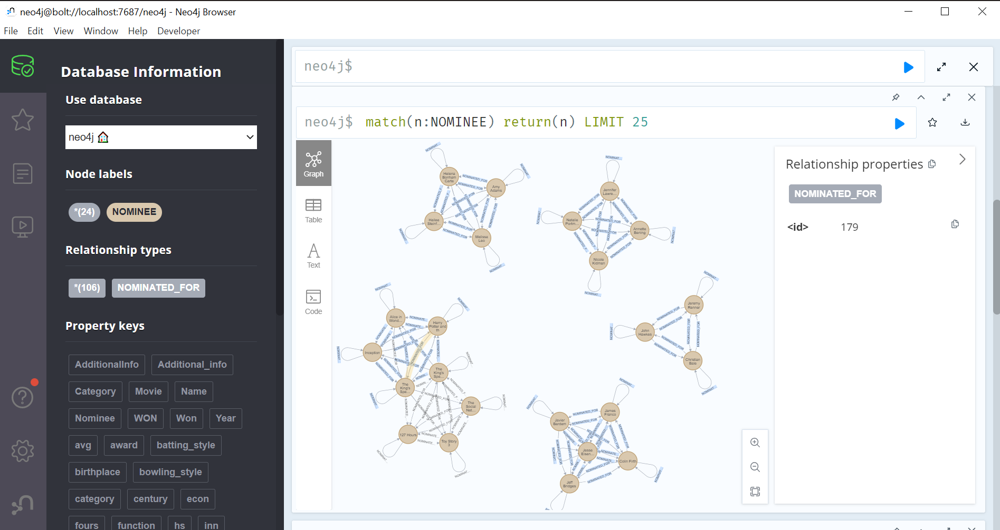 neo4j@bolt://localhost:7687/neo4j - Neo4j Browser
File Edit View Window Help Developer
Database Information
Use database
neo4j
Node labels
*(24) NOMINEE
Relationship types
*(106) NOMINATED_FOR
Property keys
AdditionalInfo Additional_info
Category Movie Name
Nominee WON Won Year
avg award batting_style
birthplace bowling_style
category century econ
fours function hs inn
neo4j$
neo4j$ match(n:NOMINEE) return(n) LIMIT 25
Graph
Table
Text
Code
Helena
Bonham
Carte
Amy
Adams
Hailee
Steinf...
Melissa
Leo
Jennifer
Lawre...
Natalie
Portm...
Annette
Bening
Nicole
Kidman
Jeremy
Renner
John
Hawkes
Christian
Bale
Alice in
Wond...
Harry
Potter and
th
Inception
The
King's
Spe...
The
King's
Spe...
The
Social
Net...
127 Hours
Toy Story
3
James
Franco
Javier
Bardem
Jesse
Eisen...
Colin Firth
Jeff
Bridges
NOMINATED_FOR
Relationship properties
NOMINATED_FOR
<id> 179